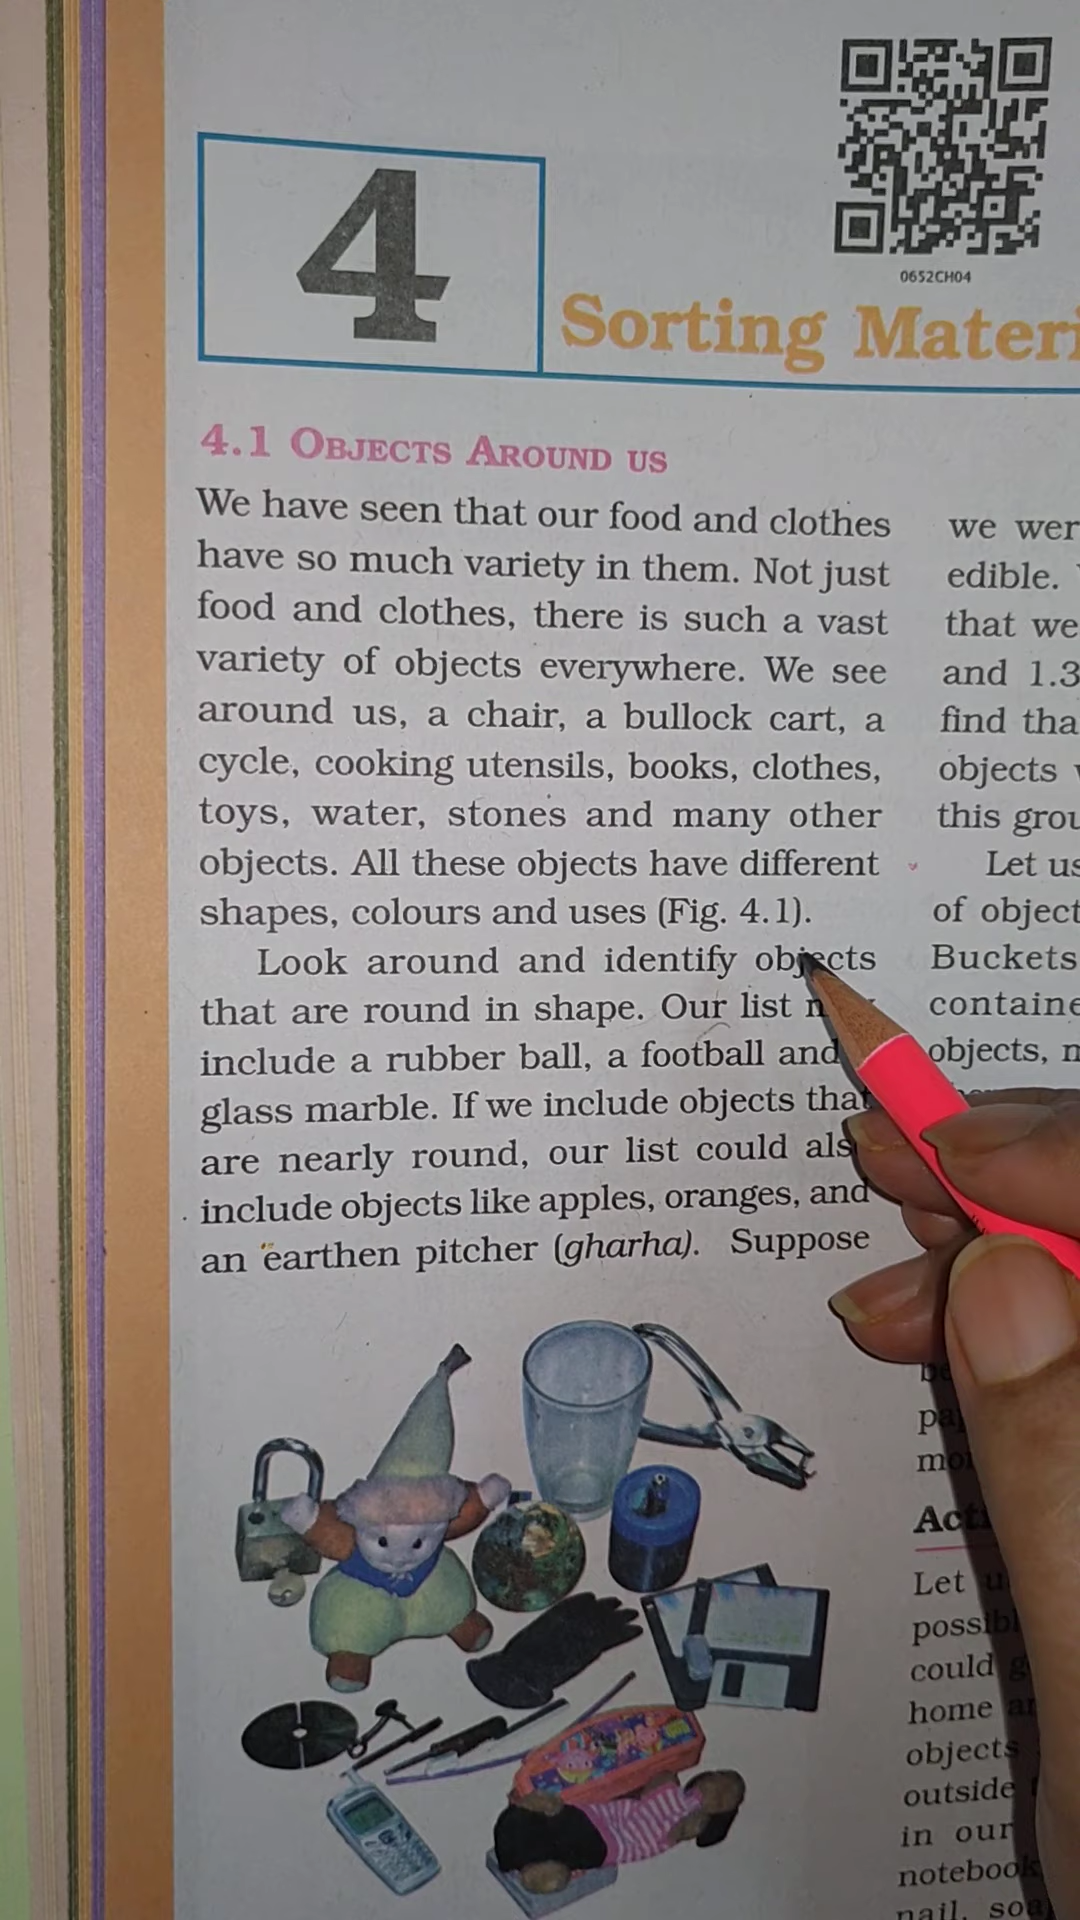 0652CH04
4
Sorting Materi
4.1 OBJECTS AROUND US
We have seen that our food and clothes
have so much variety in them. Not just
food and clothes, there is such a vast
variety of objects everywhere. We see
around us, a chair, a bullock cart, a
cycle, cooking utensils, books, clothes,
toys, water, stones and many other
objects. All these objects have different
shapes, colours and uses (Fig. 4.1).
Look around and identify objects
that are round in shape. Our list
include a rubber ball, a football and
glass marble. If we include objects that
are nearly round, our list could als
include objects like apples, oranges, and
an earthen pitcher (gharha). Suppose
we wer
edible.
that we
and 1.3
find tha
objects
this grou
Let us
of object
Buckets
containe
objects,
Let
possibl
could
home
objects
outside
in our
notebook
nail, soa